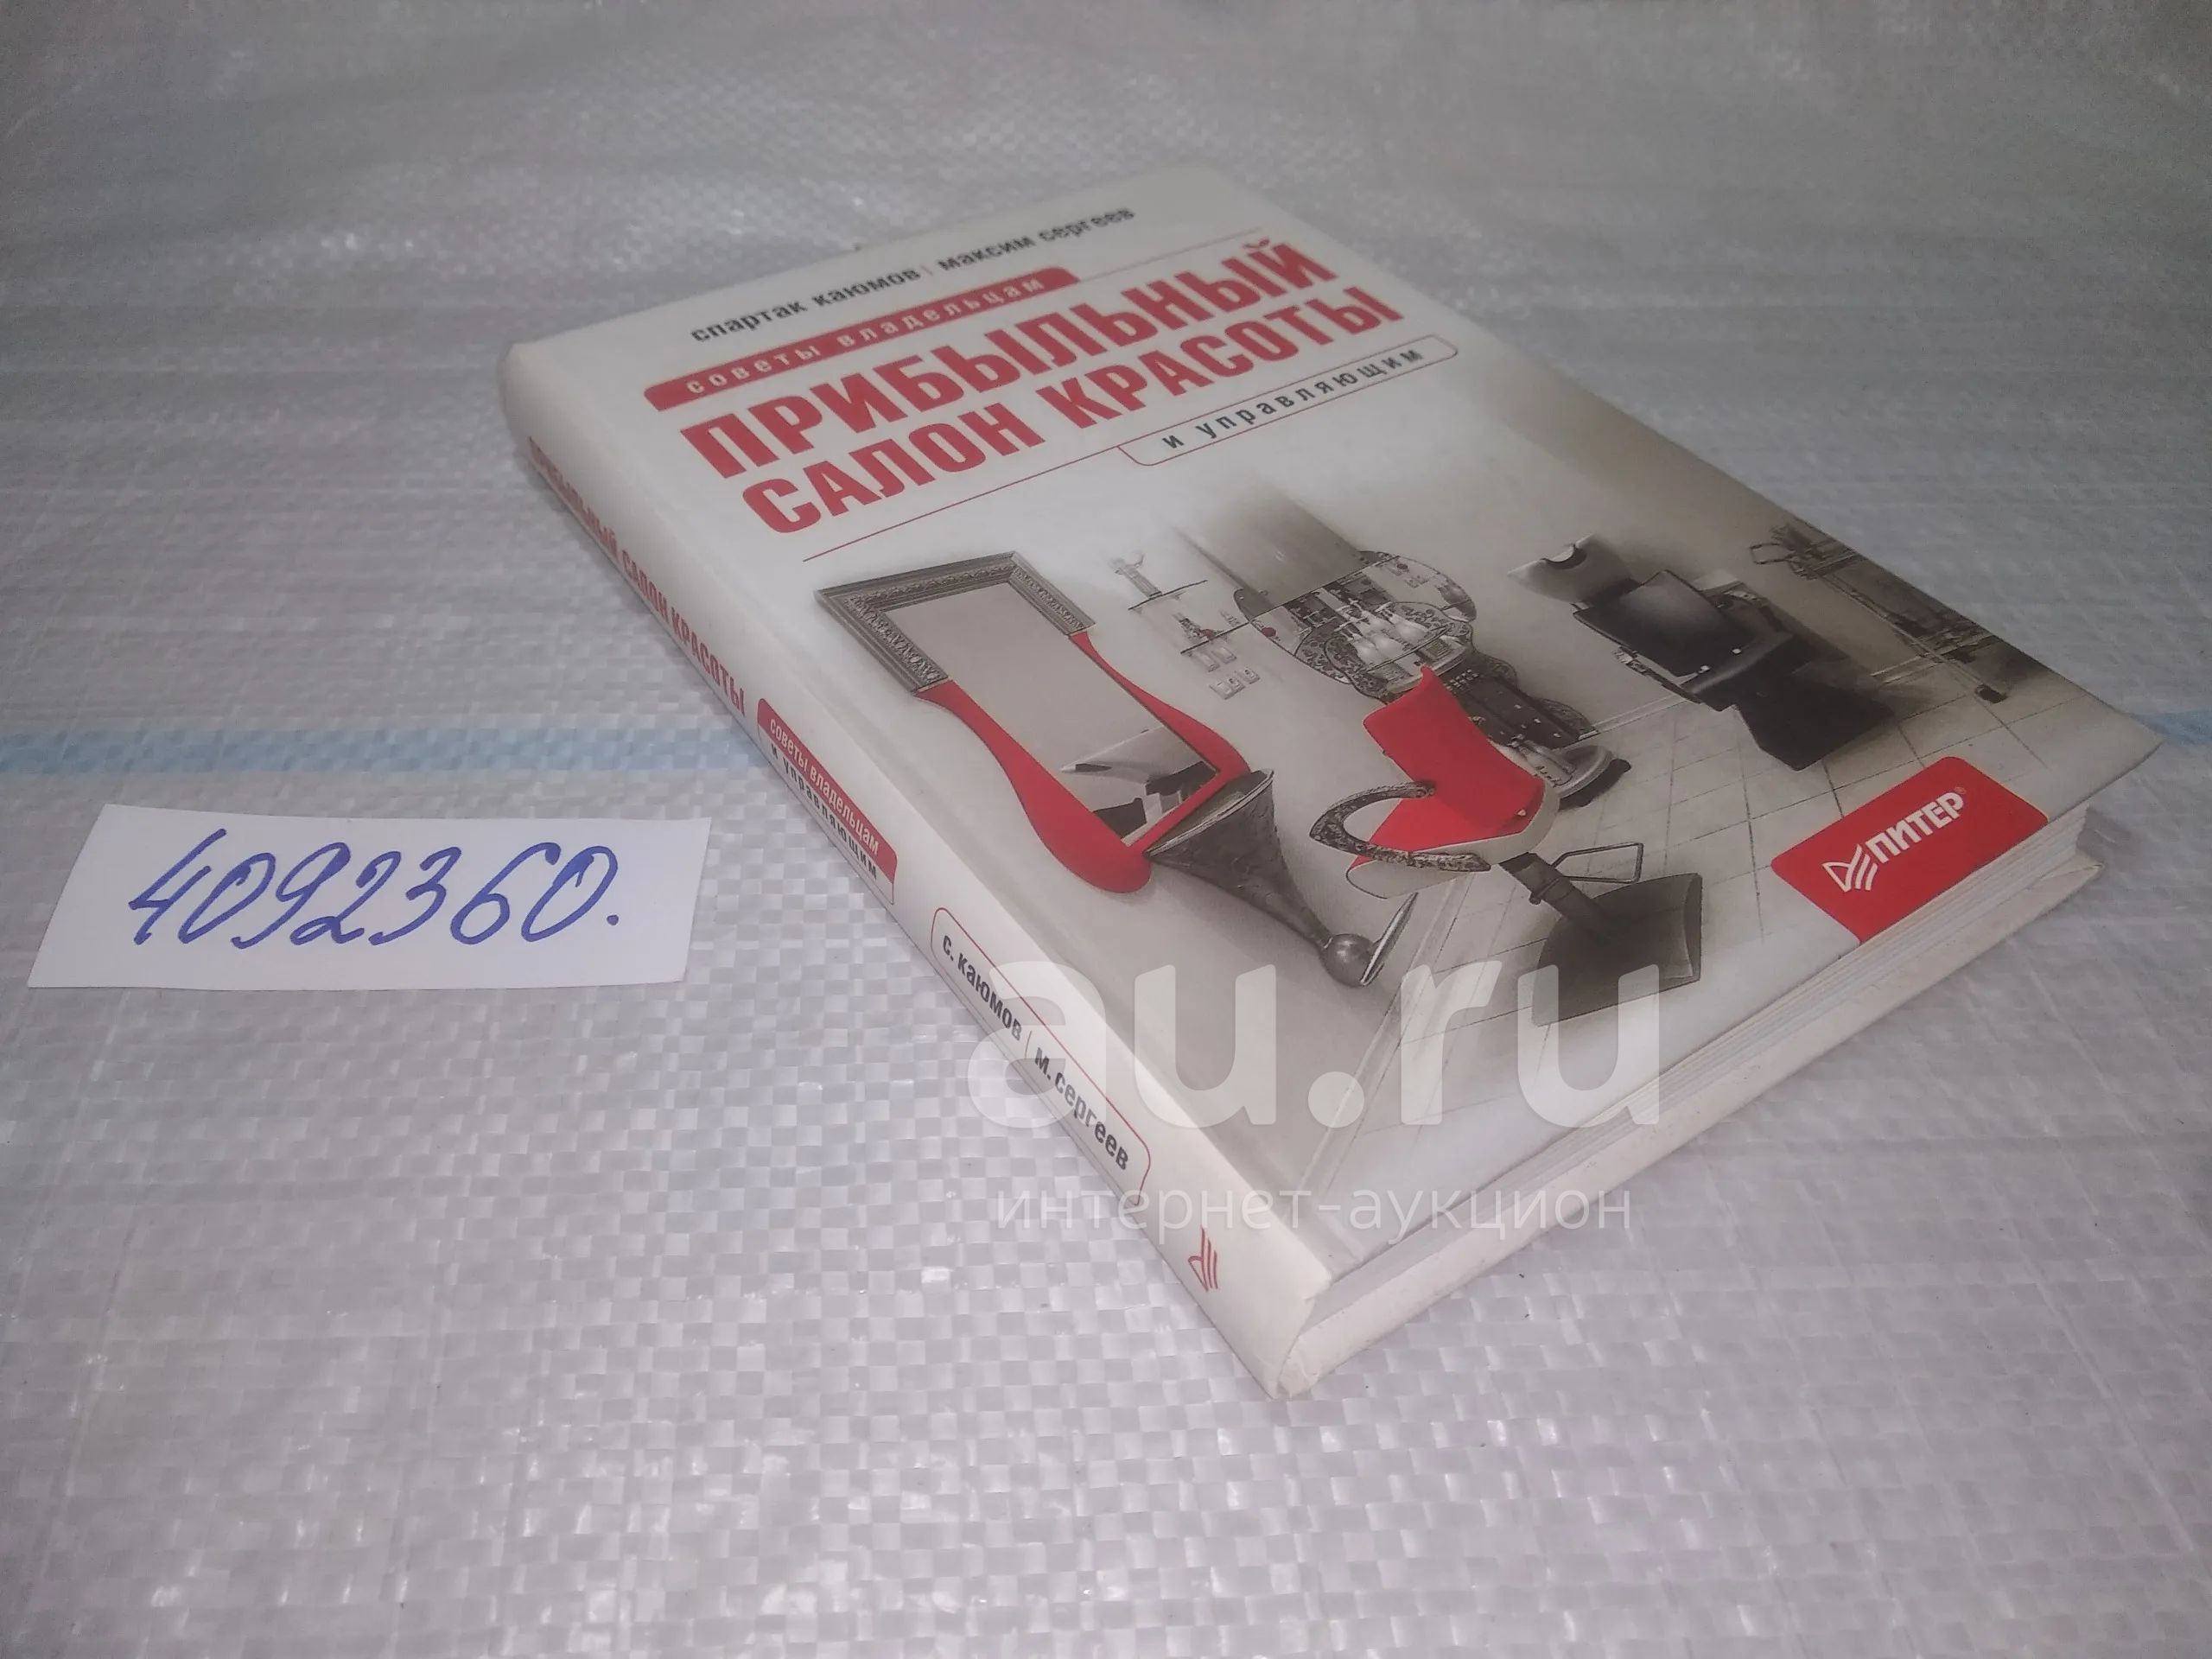 спартак каюмов | максим сергеев
советы владельцам
ПРИБЫЛЬНЫЙ
САЛОН КРАСОТЫ
и управляющим
ПИТЕР®
ПРИБЫЛЬНЫЙ САЛОН КРАСОТЫ
советы владельцам
и управляющим
с. каюмов | м. сергеев
4092360.
au.ru
интернет-аукцион